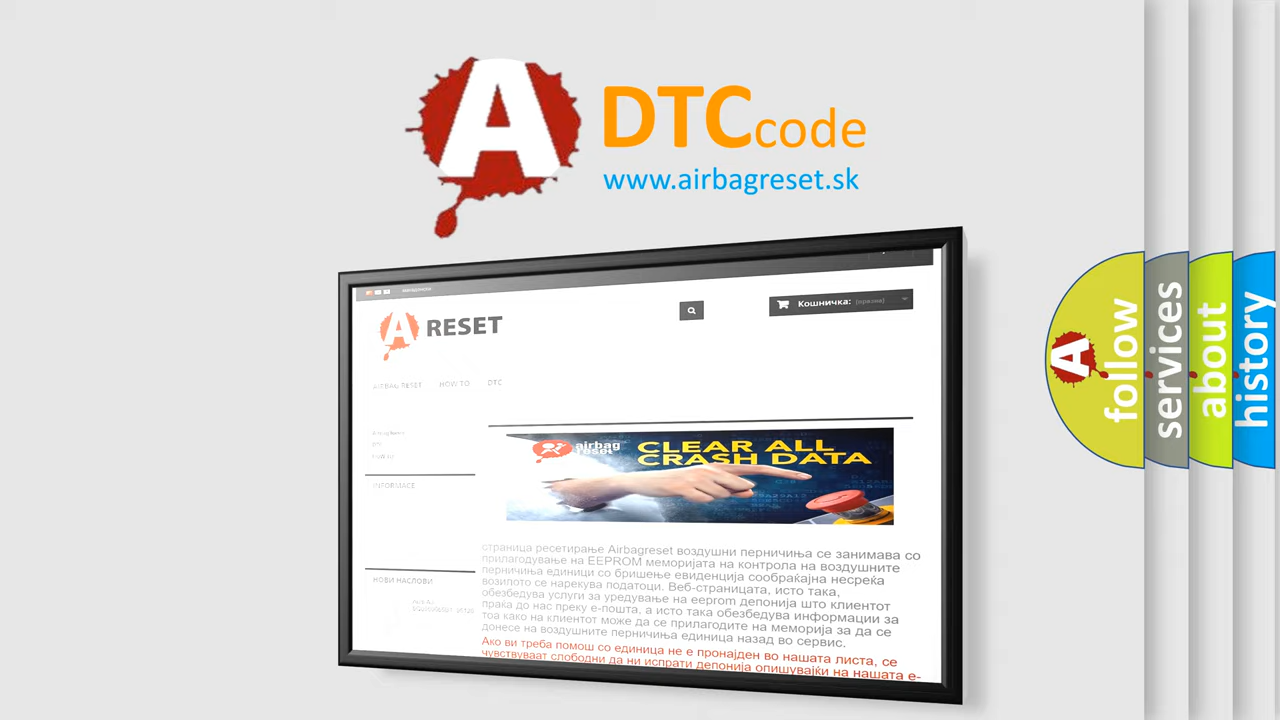 A
DTC code
www.airbagreset.sk
A RESET
Кошничка: (празна)
AIRBAG RESET HOW TO DTC
INFORMACE
НОВИ НАСЛОВИ
airbag reset
CLEAR ALL
CRASH DATA
страница ресетирање Airbagreset воздушни перничиња се занимава со
прилагодување на EEPROM меморијата на контрола на воздушните
перничиња единици со бришење евиденција сообраќајна несреќа
возилото се нарекува податоци. Веб-страницата, исто така,
обезбедува услуги за уредување на eeprom депонија што клиентот
праќа до нас преку е-пошта, а исто така обезбедува информации за
тоа како на клиентот може да се прилагодите на меморија за да се
донесе на воздушните перничиња единица назад во сервис.
Ако ви треба помош со единица не е пронајден во нашата листа, се
чувствуваат слободни да ни испрати депонија опишувајќи на нашата е-
A
follow
services
about
history